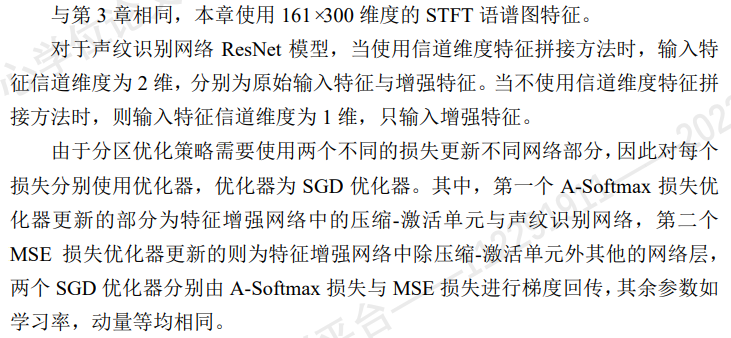 与第 3 章相同，本章使用 161×300 维度的 STFT 语谱图特征。
对于声纹识别网络 ResNet 模型，当使用信道维度特征拼接方法时，输入特
征信道维度为 2 维，分别为原始输入特征与增强特征。当不使用信道维度特征拼
接方法时，则输入特征信道维度为 1 维，只输入增强特征。
由于分区优化策略需要使用两个不同的损失更新不同网络部分，因此对每个
损失分别使用优化器，优化器为 SGD 优化器。其中，第一个 A-Softmax 损失优
化器更新的部分为特征增强网络中的压缩-激活单元与声纹识别网络，第二个
MSE 损失优化器更新的则为特征增强网络中除压缩-激活单元外其他的网络层，
两个 SGD 优化器分别由 A-Softmax 损失与 MSE 损失进行梯度回传，其余参数如
学习率，动量等均相同。